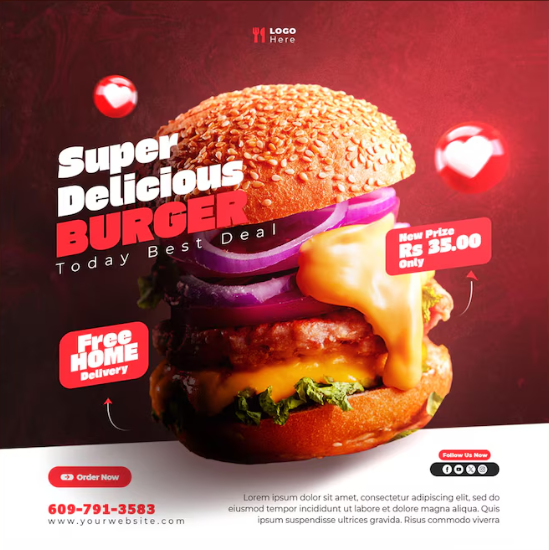 LOGO
Here
Super
Delicious
BURGER
Today Best Deal
New Prize
Rs 35.00
Only
Free
HOME
Delivery
Order Now
609-791-3583
www.yourwebsite.com
Follow Us Now
Lorem ipsum dolor sit amet, consectetur adipiscing elit, sed do
eiusmod tempor incididunt ut labore et dolore magna aliqua. Quis
ipsum suspendisse ultrices gravida. Risus commodo viverra